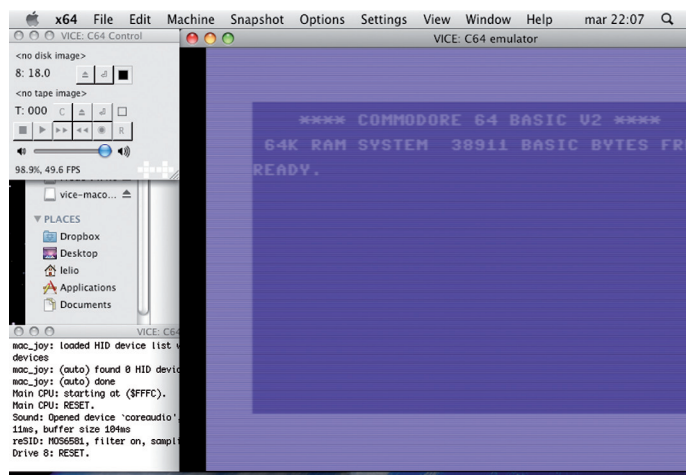 x64 File Edit Machine Snapshot Options Settings View Window Help mar 22:07
VICE: C64 Control
<no disk image>
8: 18.0
<no tape image>
T: 000 C
R
98.9%, 49.6 FPS
vice-maco...
PLACES
Dropbox
Desktop
lelio
Applications
Documents
VICE: C64
mac_joy: loaded HID device list
devices
mac_joy: (auto) found 0 HID devic
mac_joy: (auto) done
Main CPU: starting at ($FFFC).
Main CPU: RESET.
Sound: Opened device `coreaudio',
11ms, buffer size 104ms
reSID: MOS6581, filter on, sampl
Drive 8: RESET.
VICE: C64 emulator
**** COMMODORE 64 BASIC V2 ****
64K RAM SYSTEM 38911 BASIC BYTES FRE
READY.